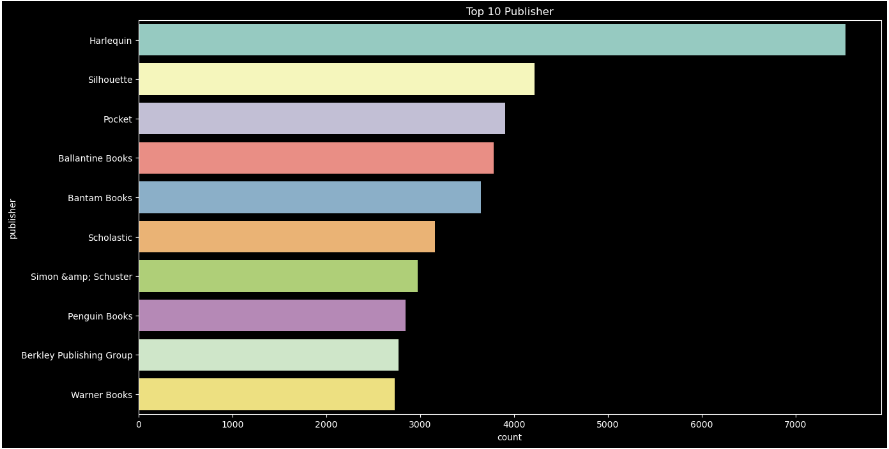 Top 10 Publisher
publisher
Harlequin
Silhouette
Pocket
Ballantine Books
Bantam Books
Scholastic
Simon &amp; Schuster
Penguin Books
Berkley Publishing Group
Warner Books
0 1000 2000 3000 4000 5000 6000 7000
count